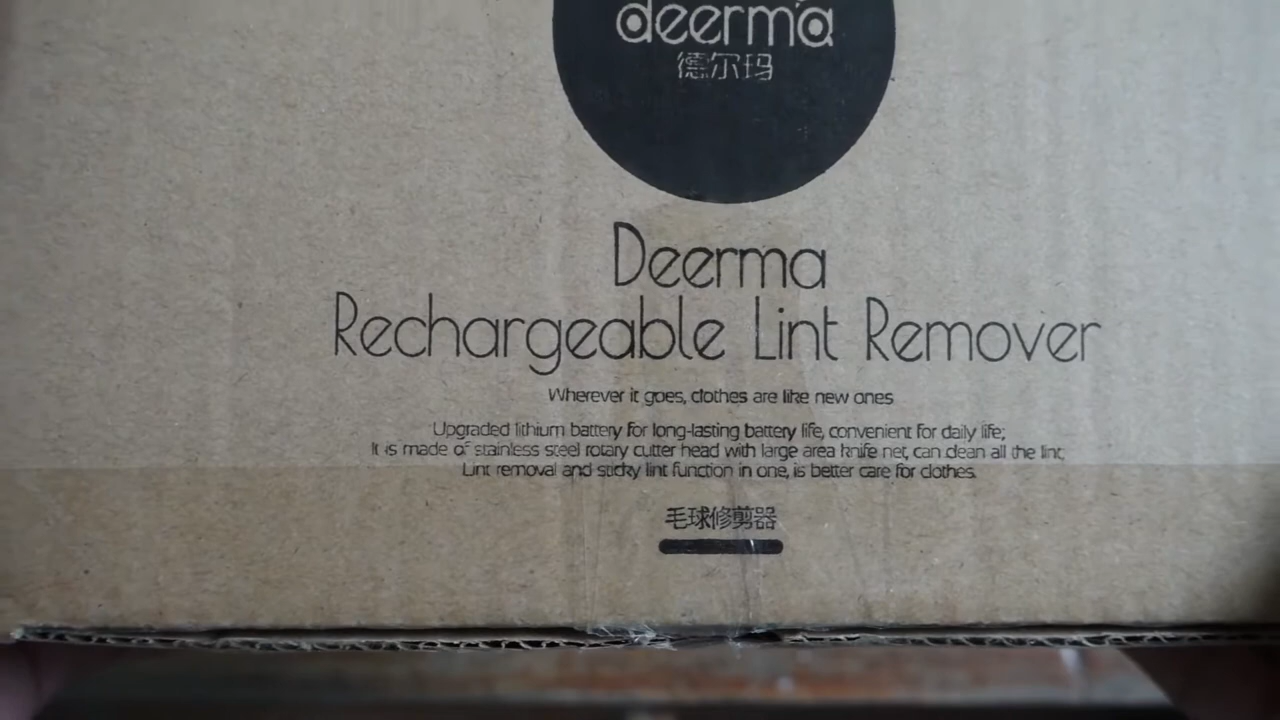 deerma
德尔玛
Deerma
Rechargeable Lint Remover
Wherever it goes, clothes are like new ones
Upgraded lithium battery for long-lasting battery life, convenient for daily life;
It is made of stainless steel rotary cutter head with large area knife net, can clean all the lint;
Lint removal and sticky lint function in one, is better care for clothes.
毛球修剪器